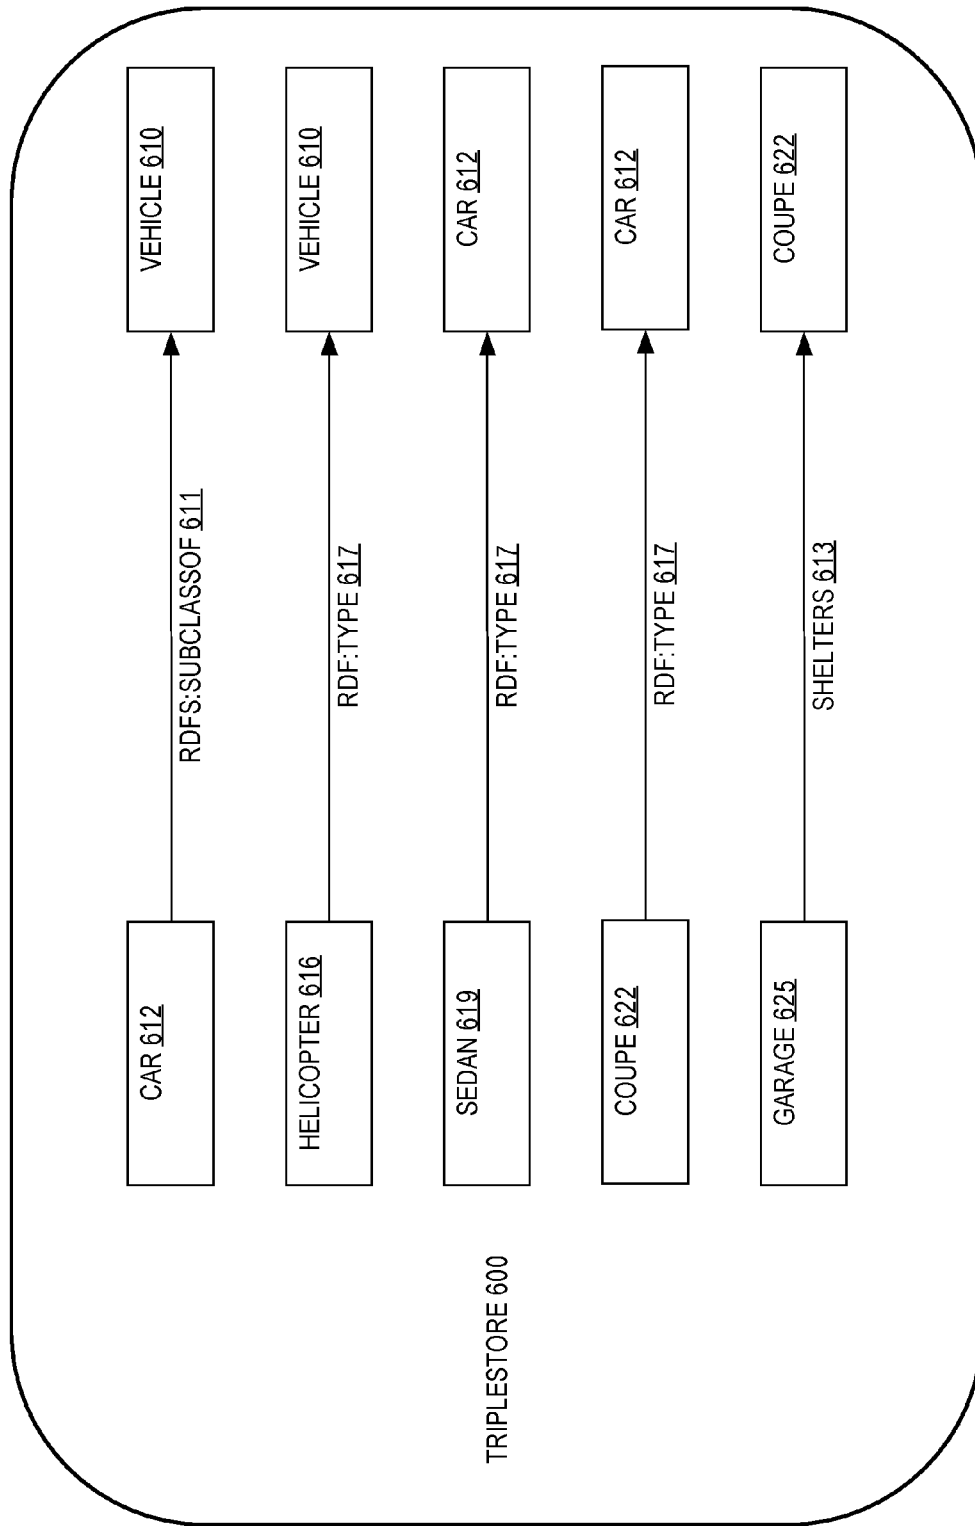 TRIPLESTORE 600
CAR 612
RDFS:SUBCLASSOF 611
VEHICLE 610
HELICOPTER 616
RDF:TYPE 617
VEHICLE 610
SEDAN 619
RDF:TYPE 617
CAR 612
COUPE 622
RDF:TYPE 617
CAR 612
GARAGE 625
SHELTERS 613
COUPE 622